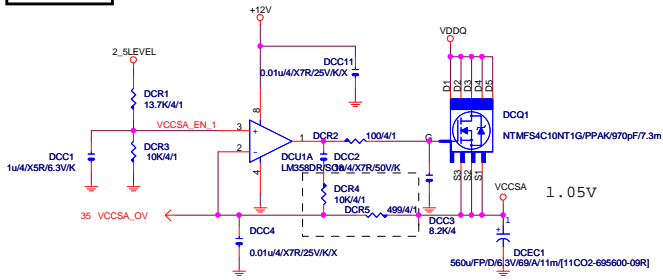 +12V
VDDQ
2_5LEVEL
DCC11
0.01u/4/X7R/25V/K/X
D1
D2
D3
D4
D5
DCR1
13.7K/4/1
8
DCQ1
VCCSA_EN_1
3
+
1
DCR2
100/4/1
G
NTMFS4C10NT1G/PPAK/970pF/7.3m
DCC1
1u/4/X5R/6.3V/K
DCR3
10K/4/1
2
-
4
DCU1A
LM358DR/SO8
DCC2
/4/X7R/50V/K
S3
S2
S1
DCR4
10K/4/1
VCCSA
1.05V
35 VCCSA_OV
DCR5
499/4/1
DCC3
8.2K/4
1
+
DCC4
0.01u/4/X7R/25V/K/X
DCEC1
560u/FP/D/6.3V/69/A/11m/[11CO2-695600-09R]